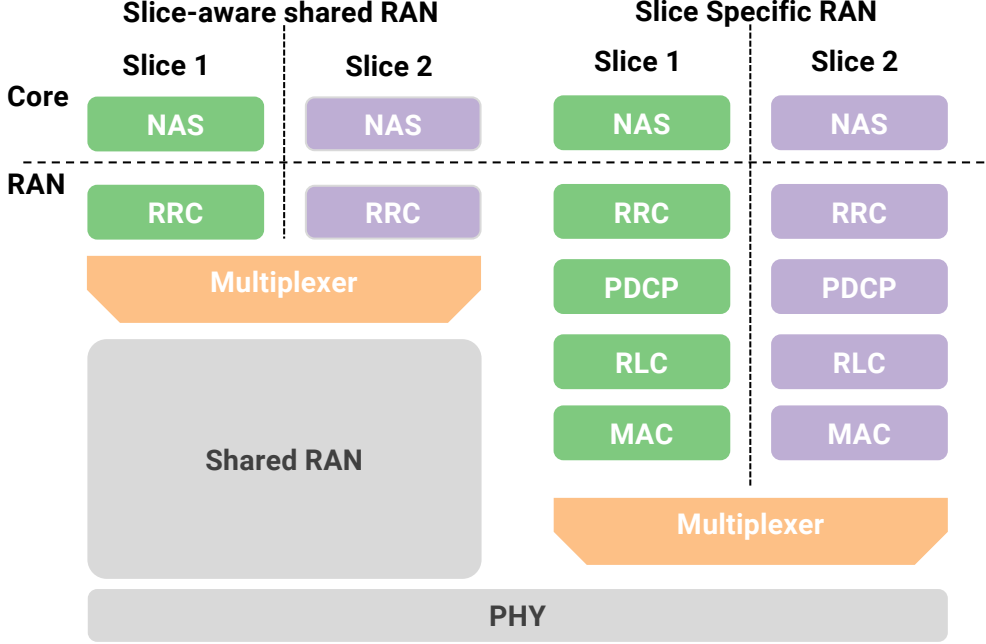 Slice-aware shared RAN
Slice Specific RAN
Slice 1
Slice 2
Slice 1
Slice 2
Core
NAS
NAS
NAS
NAS
RAN
RRC
RRC
RRC
RRC
Multiplexer
PDCP
PDCP
RLC
RLC
MAC
MAC
Shared RAN
Multiplexer
PHY